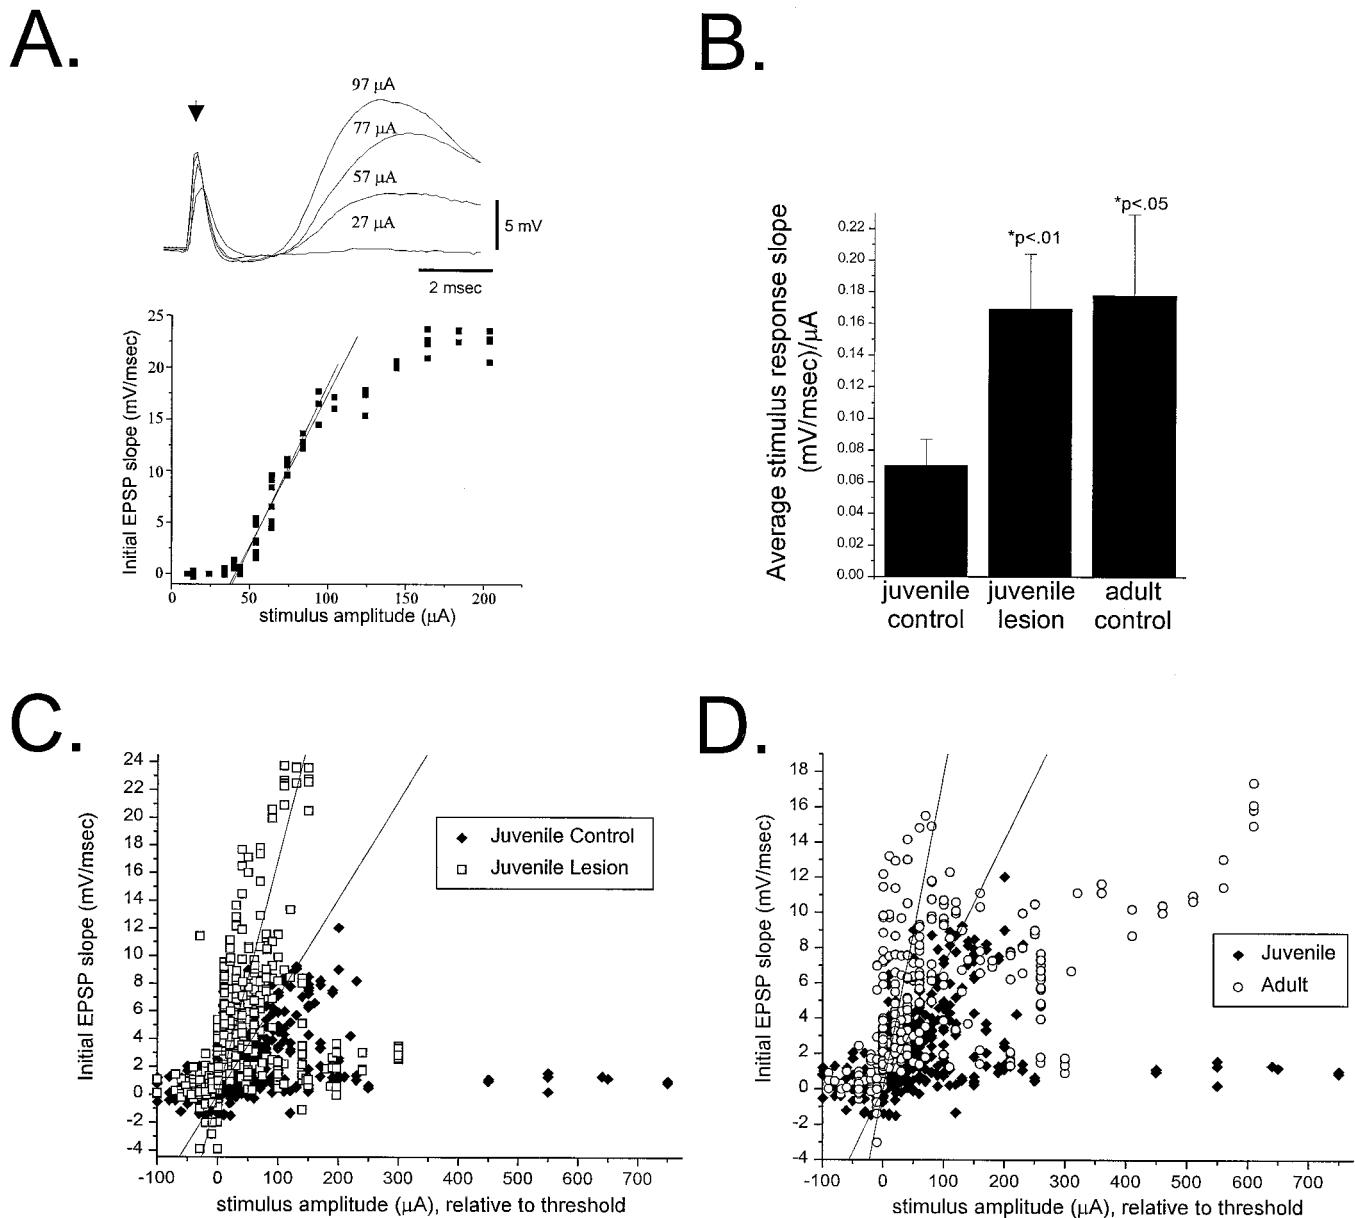 A.
97 μA
77 μA
57 μA
27 μA
5 mV
2 msec
Initial EPSP slope (mV/msec)
25
20
15
10
5
0
0 50 100 150 200
stimulus amplitude (μA)
B.
Average stimulus response slope
(mV/msec)/μA
0.22
0.20
0.18
0.16
0.14
0.12
0.10
0.08
0.06
0.04
0.02
0.00
*p<.01
*p<.05
juvenile control
juvenile lesion
adult control
C.
Initial EPSP slope (mV/msec)
24
22
20
18
16
14
12
10
8
6
4
2
0
-2
-4
Juvenile Control
Juvenile Lesion
-100 0 100 200 300 400 500 600 700
stimulus amplitude (μA), relative to threshold
D.
Initial EPSP slope (mV/msec)
18
16
14
12
10
8
6
4
2
0
-2
-4
Juvenile
Adult
-100 0 100 200 300 400 500 600 700
stimulus amplitude (μA), relative to threshold